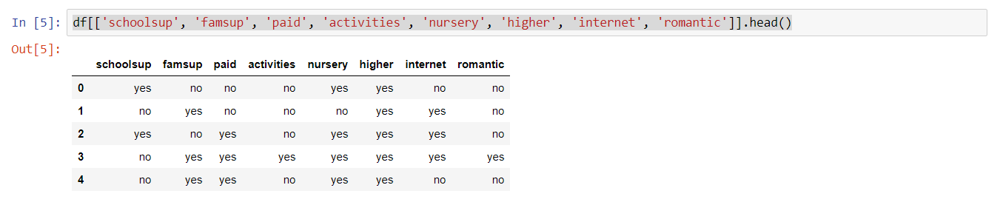 In [5]: df[['schoolsup', 'famsup', 'paid', 'activities', 'nursery', 'higher', 'internet', 'romantic']].head()
Out[5]:
schoolsup famsup paid activities nursery higher internet romantic
0 yes no no no yes yes no no
1 no yes no no no yes yes no
2 yes no yes no yes yes yes no
3 no yes yes yes yes yes yes yes
4 no yes yes no yes yes no no